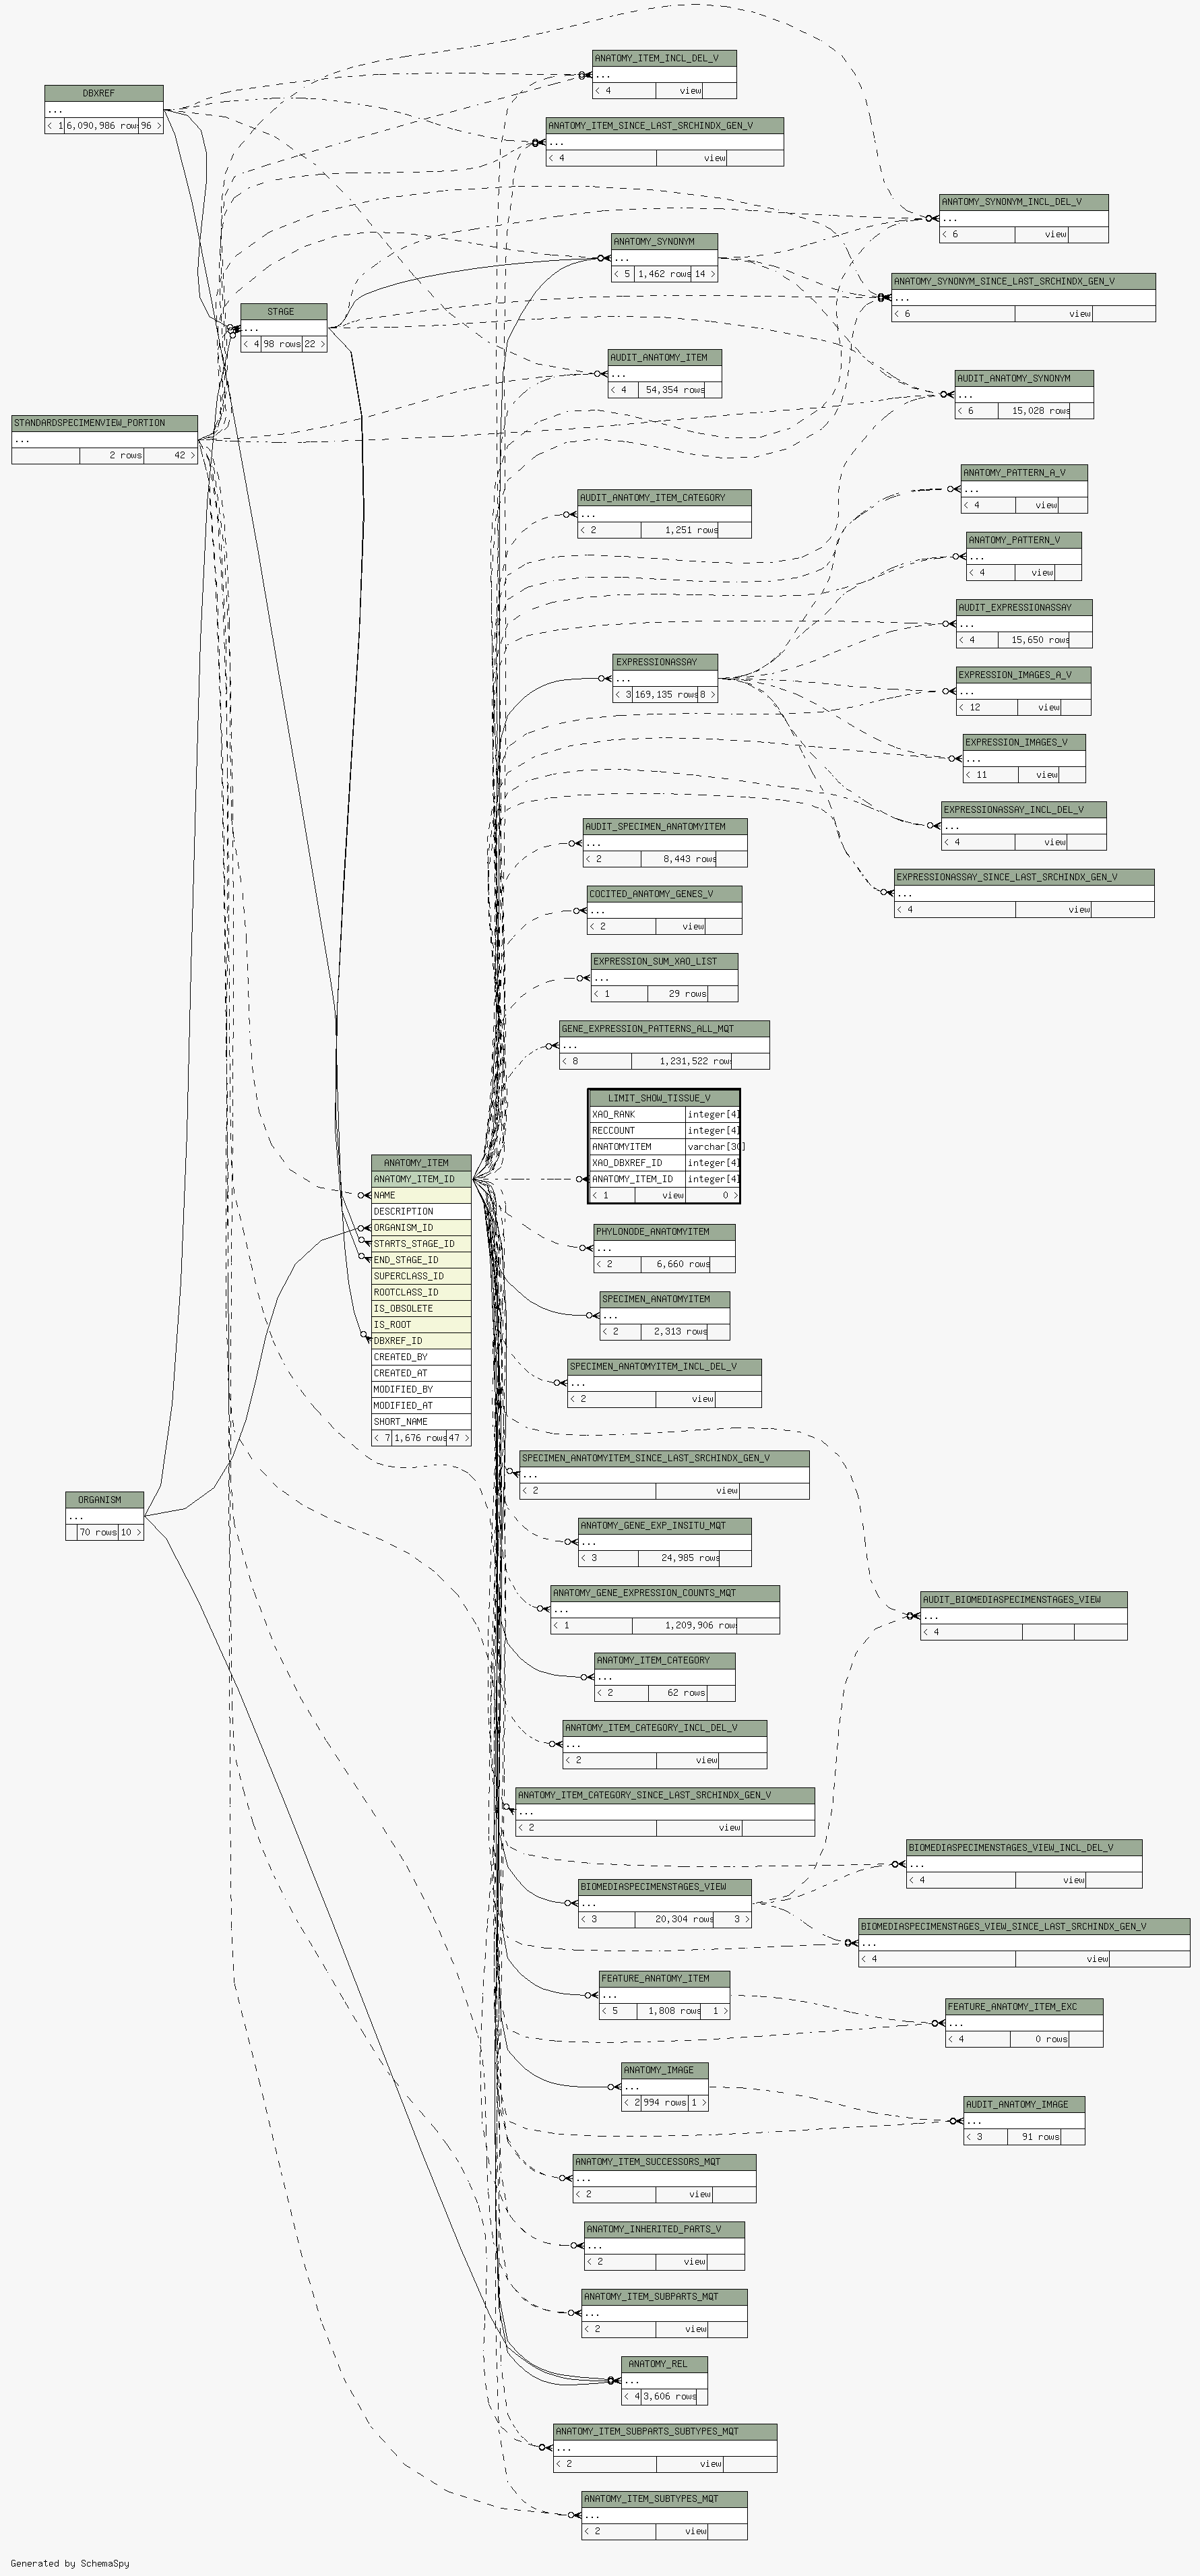 ANATOMY_ITEM_INCL_DEL_V
...
< 4 view
DBXREF
...
< 1 6,090,986 rows 96 >
ANATOMY_ITEM_SINCE_LAST_SRCHINDX_GEN_V
...
< 4 view
ANATOMY_SYNONYM_INCL_DEL_V
...
< 6 view
ANATOMY_SYNONYM
...
< 5 1,462 rows 14 >
ANATOMY_SYNONYM_SINCE_LAST_SRCHINDX_GEN_V
...
< 6 view
STAGE
...
< 4 98 rows 22 >
AUDIT_ANATOMY_ITEM
...
< 4 54,354 rows
AUDIT_ANATOMY_SYNONYM
...
< 6 15,028 rows
STANDARDSPECIMENVIEW_PORTION
...
2 rows 42 >
ANATOMY_PATTERN_A_V
...
< 4 view
AUDIT_ANATOMY_ITEM_CATEGORY
...
< 2 1,251 rows
ANATOMY_PATTERN_V
...
< 4 view
AUDIT_EXPRESSIONASSAY
...
< 4 15,650 rows
EXPRESSIONASSAY
...
< 3 169,135 rows 8 >
EXPRESSION_IMAGES_A_V
...
< 12 view
EXPRESSION_IMAGES_V
...
< 11 view
EXPRESSIONASSAY_INCL_DEL_V
...
< 4 view
AUDIT_SPECIMEN_ANATOMYITEM
...
< 2 8,443 rows
EXPRESSIONASSAY_SINCE_LAST_SRCHINDX_GEN_V
...
< 4 view
COCITED_ANATOMY_GENES_V
...
< 2 view
EXPRESSION_SUM_XAO_LIST
...
< 1 29 rows
GENE_EXPRESSION_PATTERNS_ALL_MQT
...
< 8 1,231,522 rows
LIMIT_SHOW_TISSUE_V
XAO_RANK integer[4]
RECCOUNT integer[4]
ANATOMYITEM varchar[30]
XAO_DBXREF_ID integer[4]
ANATOMY_ITEM_ID integer[4]
< 1 view 0 >
ANATOMY_ITEM
ANATOMY_ITEM_ID
NAME
DESCRIPTION
ORGANISM_ID
STARTS_STAGE_ID
END_STAGE_ID
SUPERCLASS_ID
ROOTCLASS_ID
IS_OBSOLETE
IS_ROOT
DBXREF_ID
CREATED_BY
CREATED_AT
MODIFIED_BY
MODIFIED_AT
SHORT_NAME
< 7 1,676 rows 47 >
PHYLONODE_ANATOMYITEM
...
< 2 6,660 rows
SPECIMEN_ANATOMYITEM
...
< 2 2,313 rows
SPECIMEN_ANATOMYITEM_INCL_DEL_V
...
< 2 view
SPECIMEN_ANATOMYITEM_SINCE_LAST_SRCHINDX_GEN_V
...
< 2 view
ORGANISM
...
70 rows 10 >
ANATOMY_GENE_EXP_INSITU_MQT
...
< 3 24,985 rows
ANATOMY_GENE_EXPRESSION_COUNTS_MQT
...
< 1 1,209,906 rows
AUDIT_BIOMEDIASPECIMENSTAGES_VIEW
...
< 4
ANATOMY_ITEM_CATEGORY
...
< 2 62 rows
ANATOMY_ITEM_CATEGORY_INCL_DEL_V
...
< 2 view
ANATOMY_ITEM_CATEGORY_SINCE_LAST_SRCHINDX_GEN_V
...
< 2 view
BIOMEDIASPECIMENSTAGES_VIEW_INCL_DEL_V
...
< 4 view
BIOMEDIASPECIMENSTAGES_VIEW
...
< 3 20,304 rows 3 >
BIOMEDIASPECIMENSTAGES_VIEW_SINCE_LAST_SRCHINDX_GEN_V
...
< 4 view
FEATURE_ANATOMY_ITEM
...
< 5 1,808 rows 1 >
FEATURE_ANATOMY_ITEM_EXC
...
< 4 0 rows
ANATOMY_IMAGE
...
< 2 994 rows 1 >
AUDIT_ANATOMY_IMAGE
...
< 3 91 rows
ANATOMY_ITEM_SUCCESSORS_MQT
...
< 2 view
ANATOMY_INHERITED_PARTS_V
...
< 2 view
ANATOMY_ITEM_SUBPARTS_MQT
...
< 2 view
ANATOMY_REL
...
< 4 3,606 rows
ANATOMY_ITEM_SUBPARTS_SUBTYPES_MQT
...
< 2 view
ANATOMY_ITEM_SUBTYPES_MQT
...
< 2 view
Generated by SchemaSpy